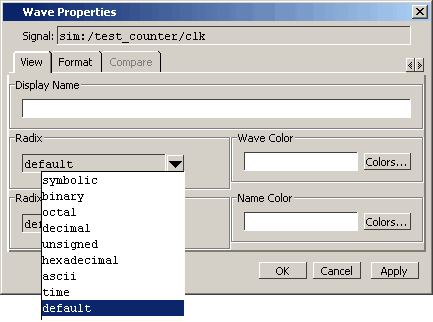 Wave Properties
Signal: sim:/test_counter/clk
View Format Compare
Display Name
Radix
default
Wave Color
Colors...
symbolic
binary
octal
decimal
unsigned
hexadecimal
ascii
time
default
Radix
Name Color
Colors...
OK Cancel Apply